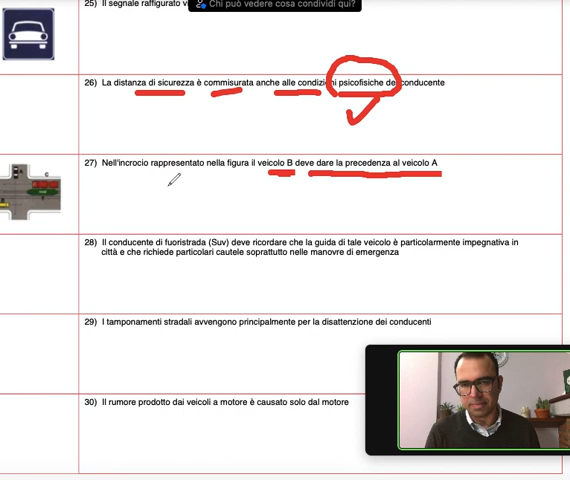 25) Il segnale raffigurato
Chi può vedere cosa condividi qui?
26) La distanza di sicurezza è commisurata anche alle condizioni psicofisiche del conducente
27) Nell'incrocio rappresentato nella figura il veicolo B deve dare la precedenza al veicolo A
C
28) Il conducente di fuoristrada (Suv) deve ricordare che la guida di tale veicolo è particolarmente impegnativa in
città e che richiede particolari cautele soprattutto nelle manovre di emergenza
29) I tamponamenti stradali avvengono principalmente per la disattenzione dei conducenti
30) Il rumore prodotto dai veicoli a motore è causato solo dal motore